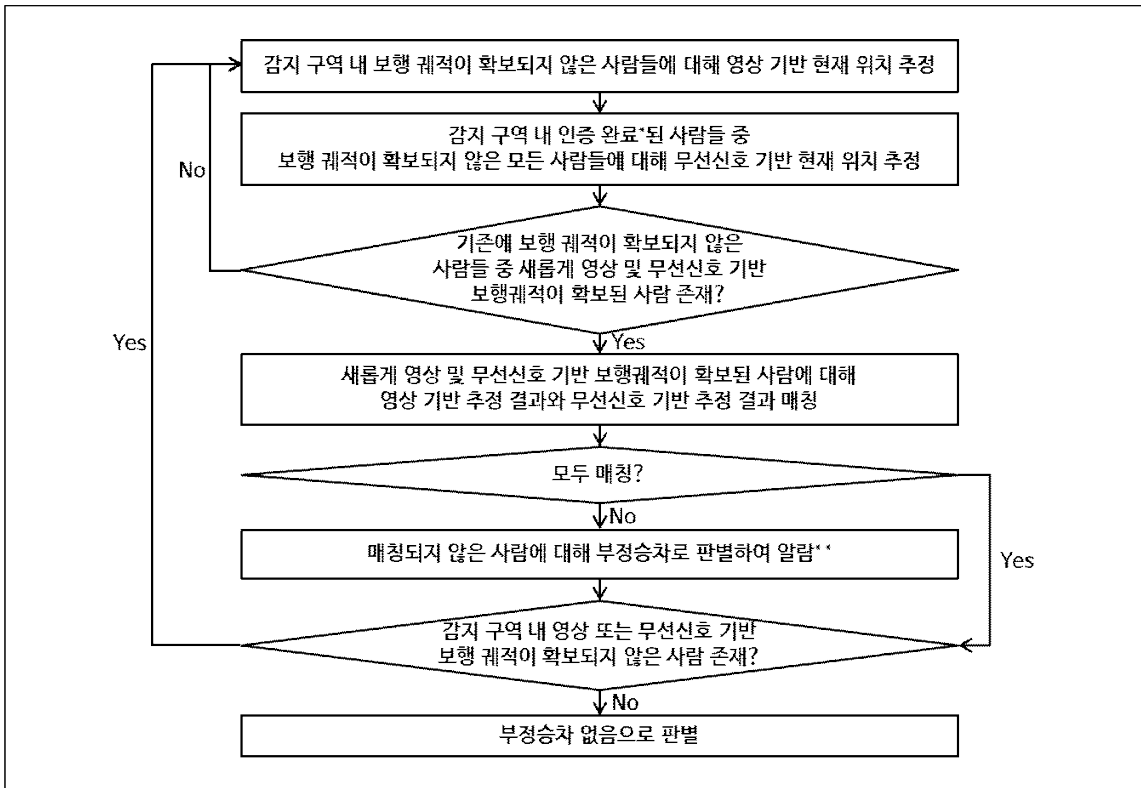 감지 구역 내 보행 궤적이 확보되지 않은 사람들에 대해 영상 기반 현재 위치 추정
감지 구역 내 인증 완료*된 사람들 중
보행 궤적이 확보되지 않은 모든 사람들에 대해 무선신호 기반 현재 위치 추정
No
기존에 보행 궤적이 확보되지 않은
사람들 중 새롭게 영상 및 무선신호 기반
보행궤적이 확보된 사람 존재?
Yes
Yes
새롭게 영상 및 무선신호 기반 보행궤적이 확보된 사람에 대해
영상 기반 추정 결과와 무선신호 기반 추정 결과 매칭
모두 매칭?
No
매칭되지 않은 사람에 대해 부정승차로 판별하여 알람**
Yes
감지 구역 내 영상 또는 무선신호 기반
보행 궤적이 확보되지 않은 사람 존재?
No
부정승차 없음으로 판별